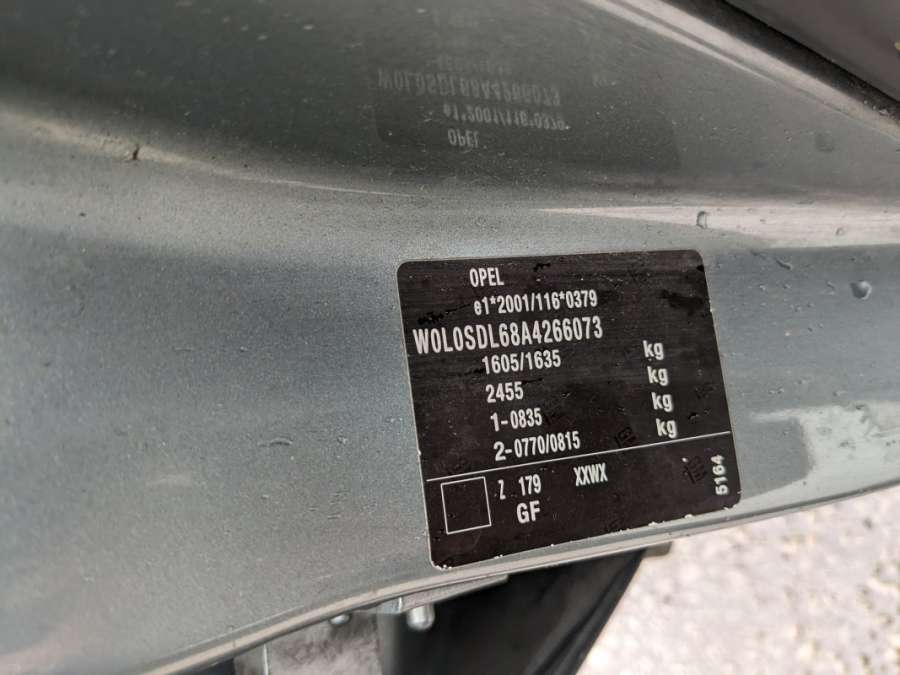 OPEL
e1*2001/116*0379
W0L0SDL68A4266073
1605/1635 kg
2455 kg
1-0835 kg
2-0770/0815 kg
Z 179 XXWX
GF
5164